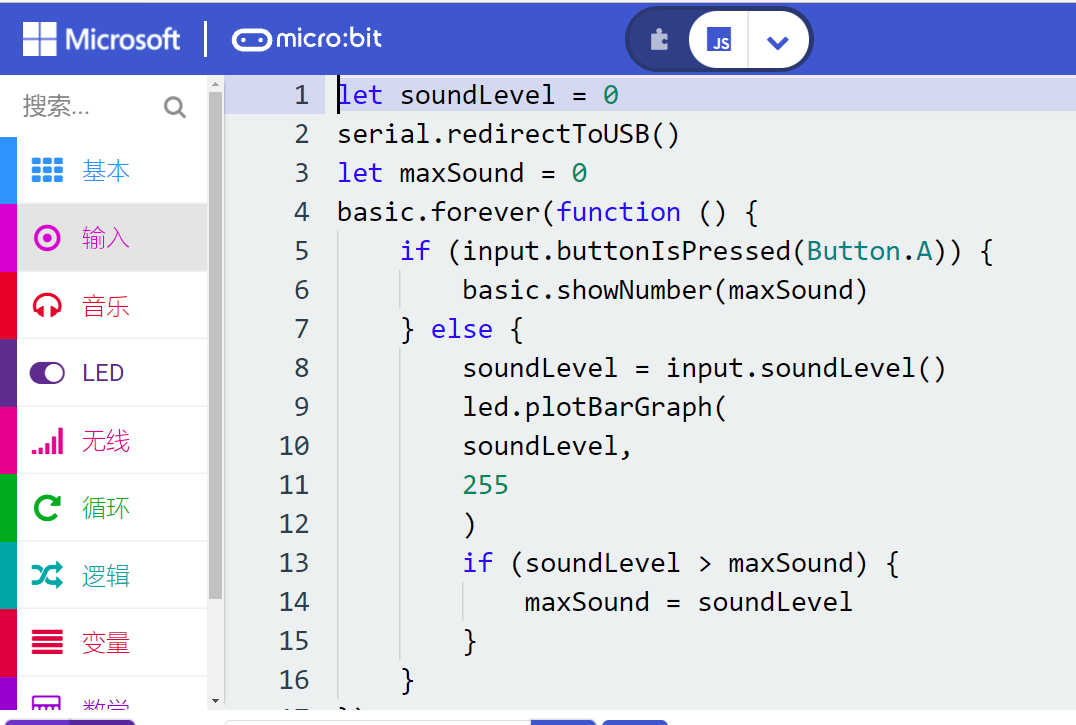 Microsoft micro:bit JS
搜索...
基本
输入
音乐
LED
无线
循环
逻辑
变量
数学
1 let soundLevel = 0
2 serial.redirectToUSB()
3 let maxSound = 0
4 basic.forever(function () {
5 if (input.buttonIsPressed(Button.A)) {
6 basic.showNumber(maxSound)
7 } else {
8 soundLevel = input.soundLevel()
9 led.plotBarGraph(
10 soundLevel,
11 255
12 )
13 if (soundLevel > maxSound) {
14 maxSound = soundLevel
15 }
16 }